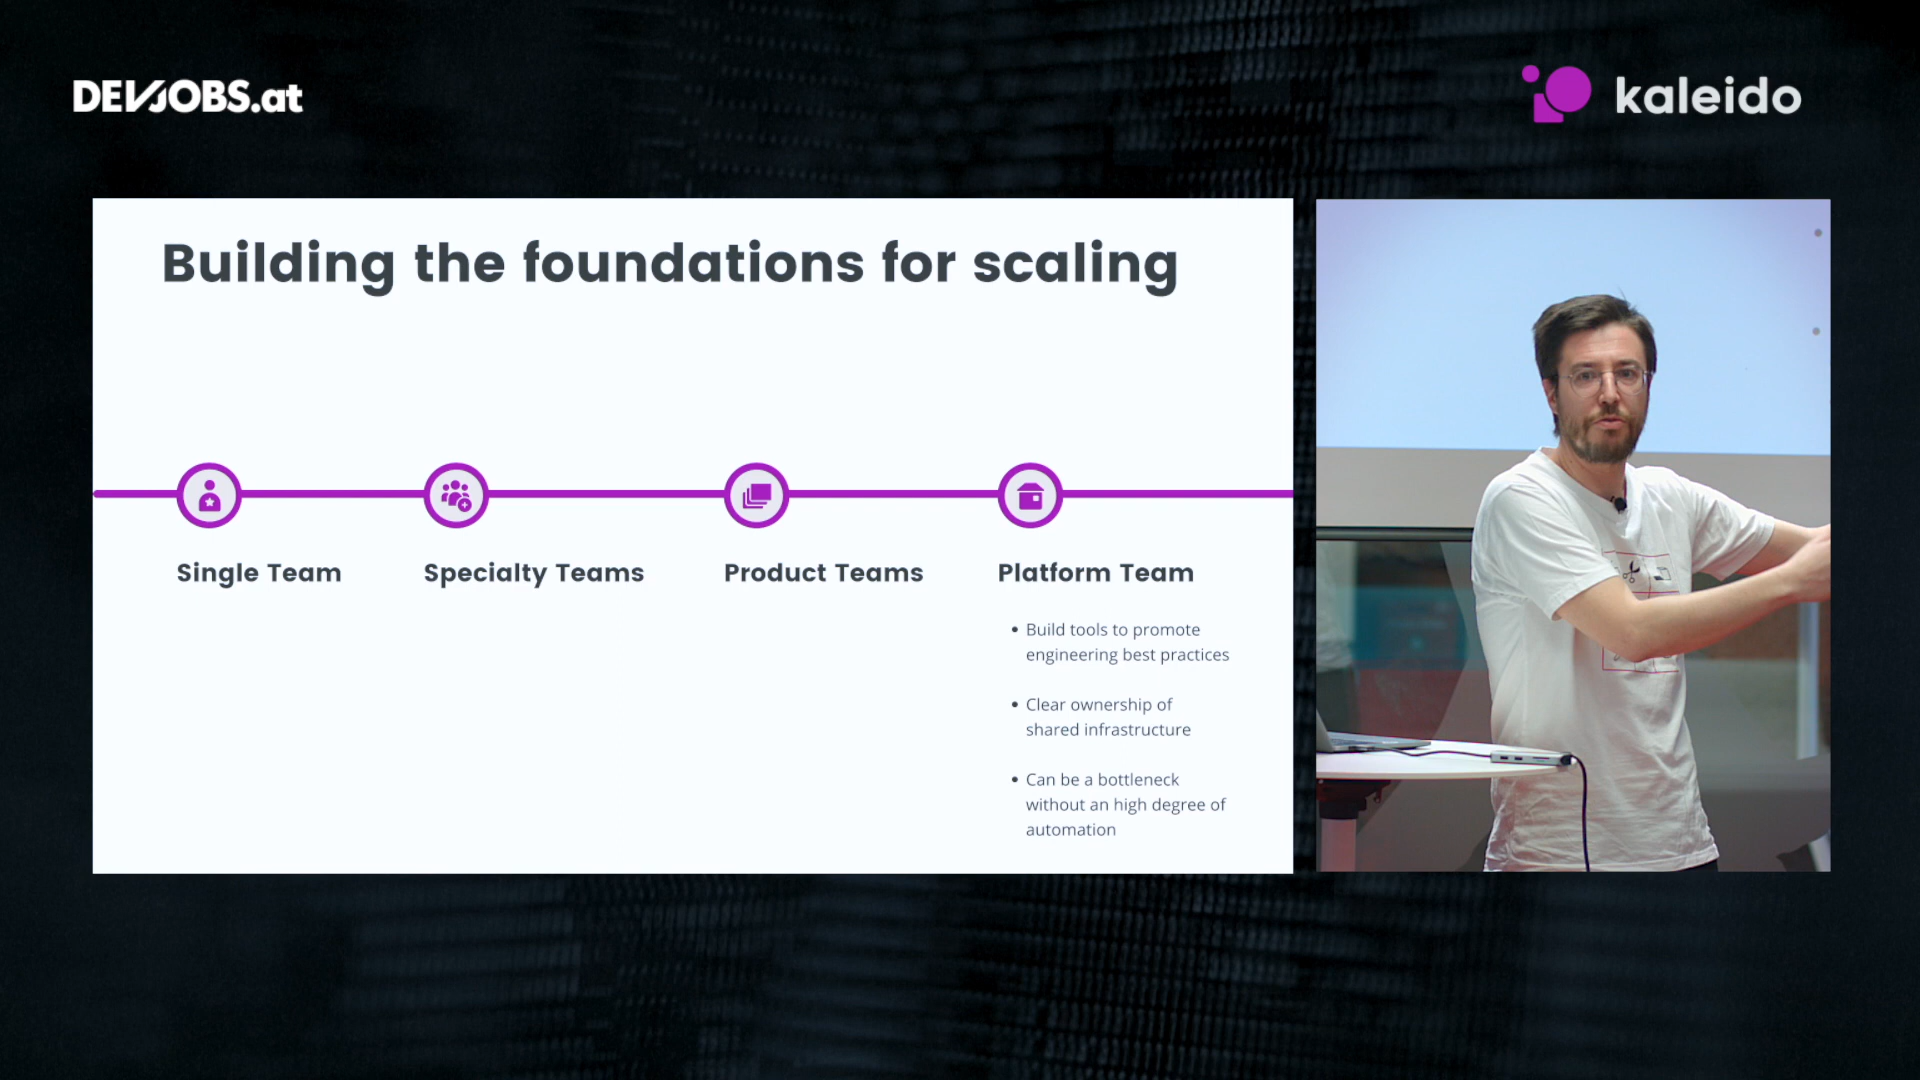 DEVJOBS.at
kaleido
Building the foundations for scaling
Single Team
Specialty Teams
Product Teams
Platform Team
• Build tools to promote
engineering best practices
• Clear ownership of
shared infrastructure
• Can be a bottleneck
without an high degree of
automation